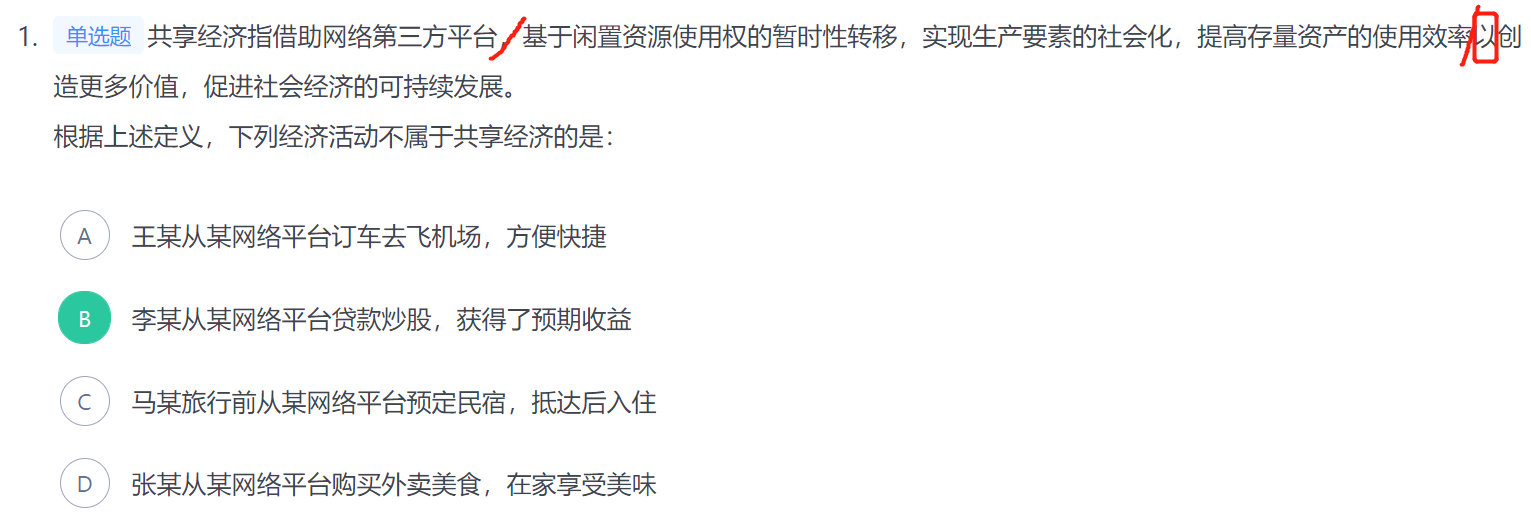 1. 单选题 共享经济指借助网络第三方平台，基于闲置资源使用权的暂时性转移，实现生产要素的社会化，提高存量资产的使用效率以创
造更多价值，促进社会经济的可持续发展。
根据上述定义，下列经济活动不属于共享经济的是：
A 王某从某网络平台订车去飞机场，方便快捷
B 李某从某网络平台贷款炒股，获得了预期收益
C 马某旅行前从某网络平台预定民宿，抵达后入住
D 张某从某网络平台购买外卖美食，在家享受美味